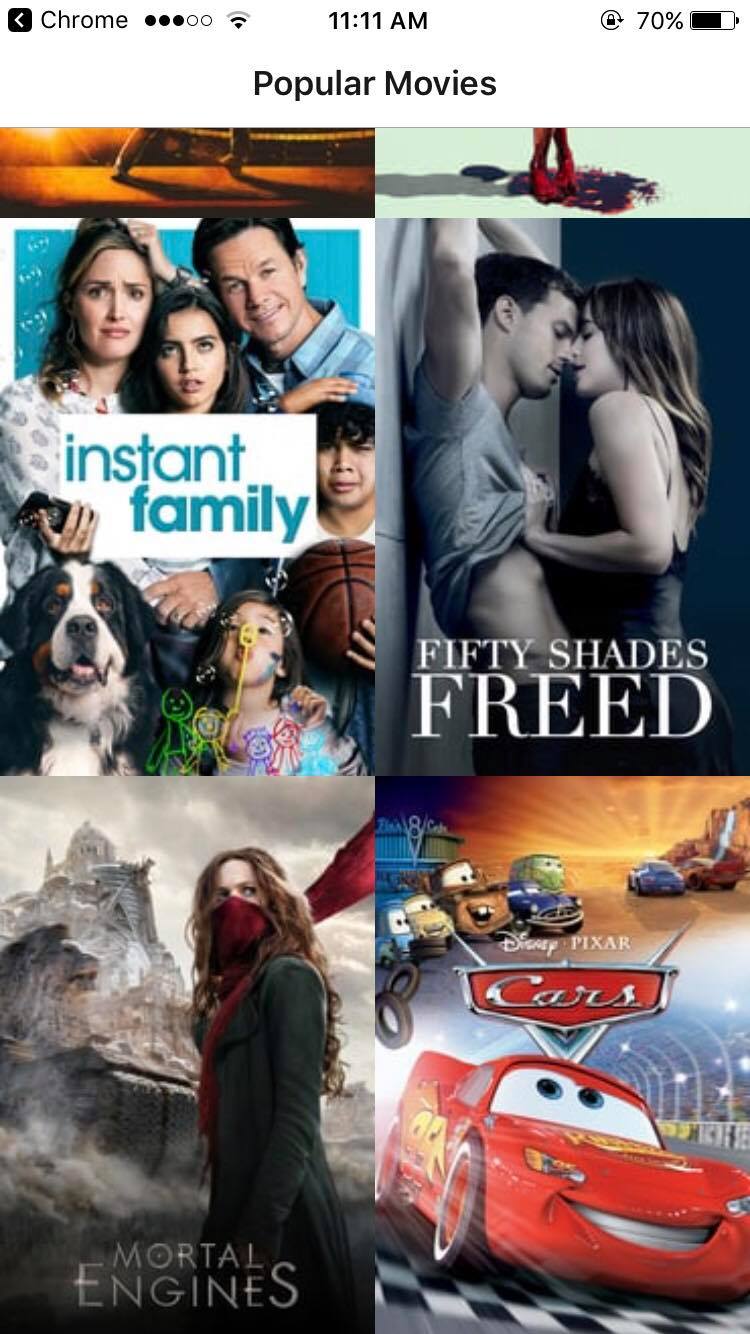 Chrome
11:11 AM
70%
Popular Movies
instant
family
FIFTY SHADES
FREED
MORTAL
ENGINES
Disney · PIXAR
Cars